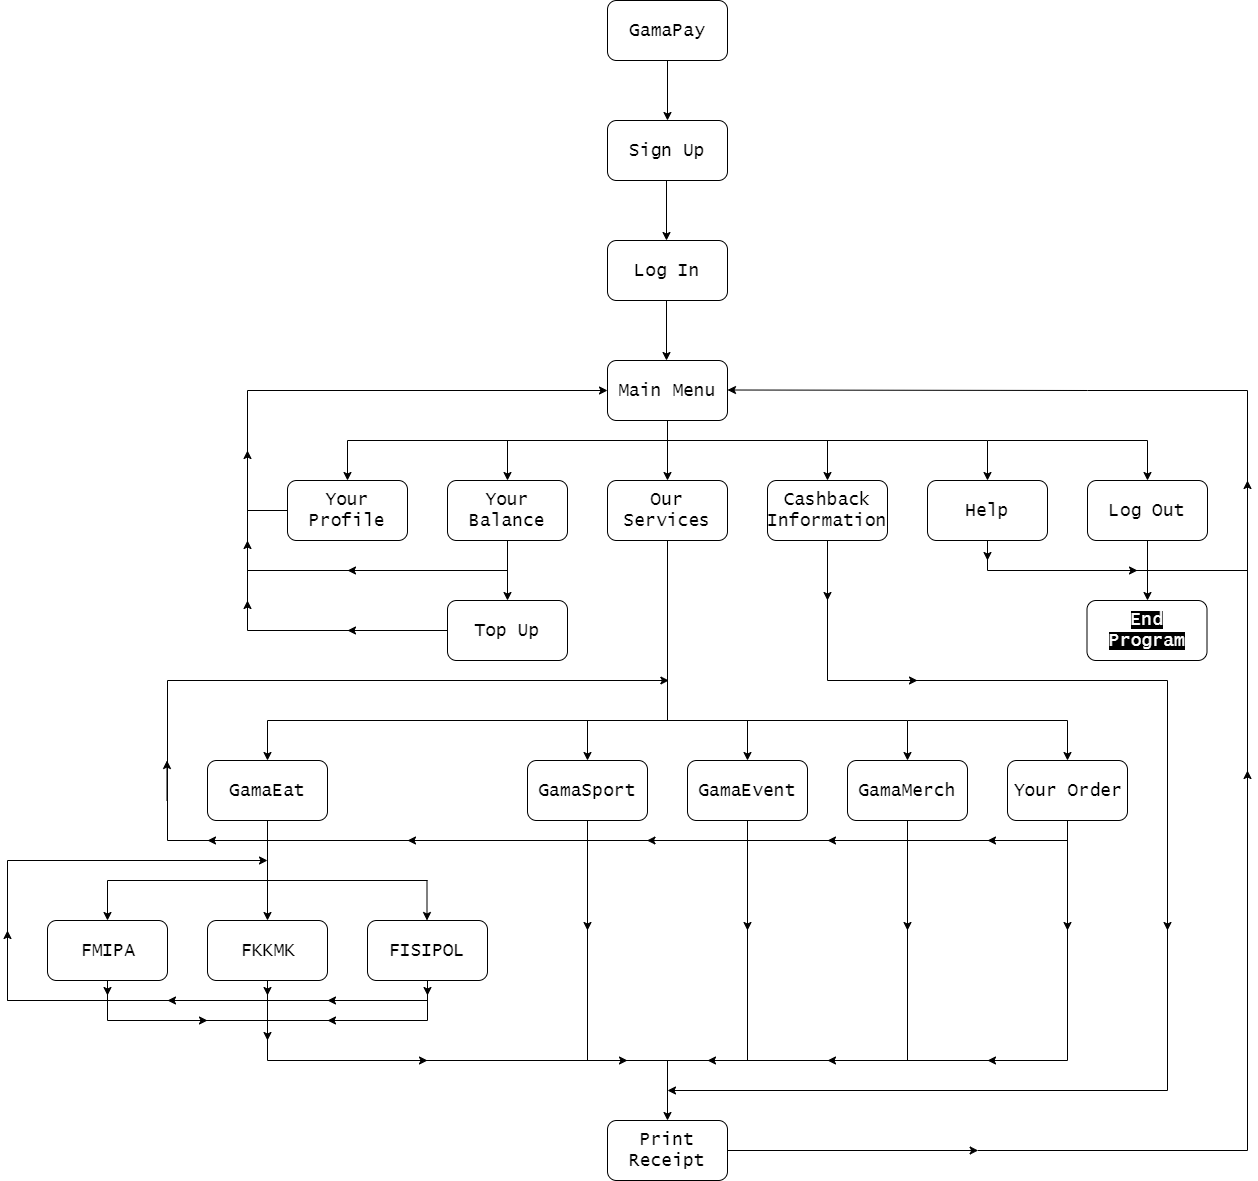 GamaPay
Sign Up
Log In
Main Menu
Your
Profile
Your
Balance
Our
Services
Cashback
Information
Help
Log Out
Top Up
End
Program
GamaEat
GamaSport
GamaEvent
GamaMerch
Your Order
FMIPA
FKKMK
FISIPOL
Print
Receipt